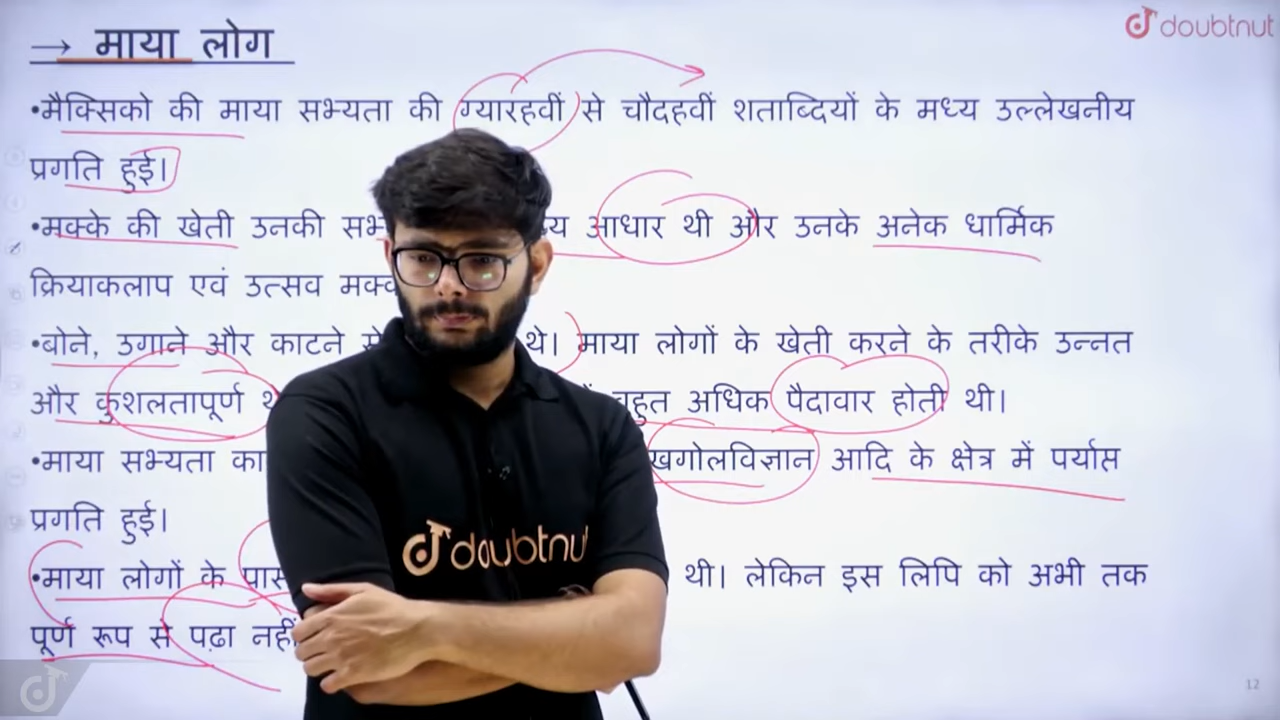 doubtnut
→ माया लोग
•मैक्सिको की माया सभ्यता की ग्यारहवीं से चौदहवीं शताब्दियों के मध्य उल्लेखनीय
प्रगति हुई।
•मक्के की खेती उनकी आधार थी और उनके अनेक धार्मिक
क्रियाकलाप एवं उत्सव
•बोने, उगाने और काटने से थे। माया लोगों के खेती करने के तरीके उन्नत
और कुशलतापूर्ण बहुत अधिक पैदावार होती थी।
•माया सभ्यता खगोलविज्ञान आदि के क्षेत्र में पर्याप्त
प्रगति हुई।
•माया लोगों के पास थी। लेकिन इस लिपि को अभी तक
पूर्ण रूप से पढ़ा नहीं
doubtnut
12